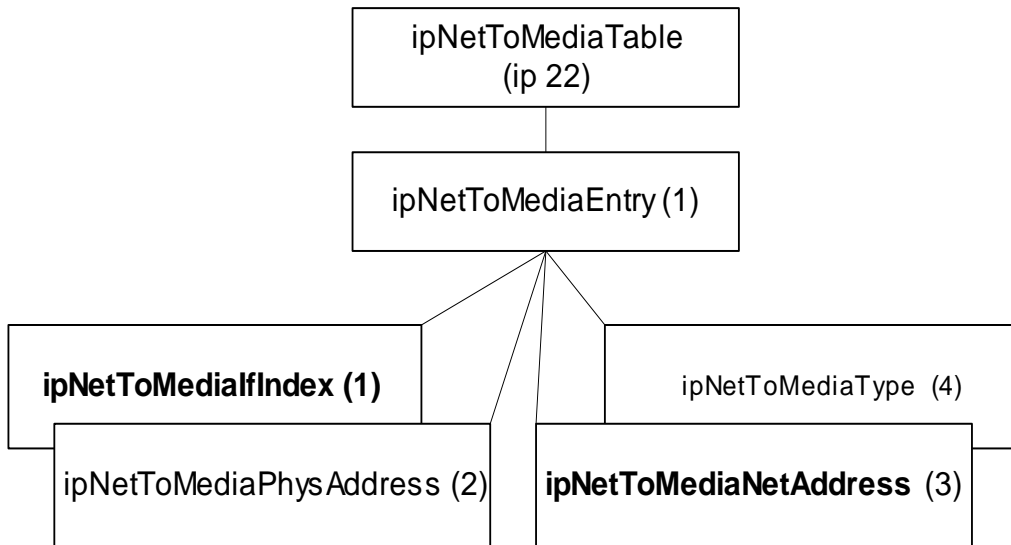 ipNetToMediaTable
(ip 22)
ipNetToMediaEntry (1)
ipNetToMediaIfIndex (1)
ipNetToMediaType (4)
ipNetToMediaPhysAddress (2)
ipNetToMediaNetAddress (3)